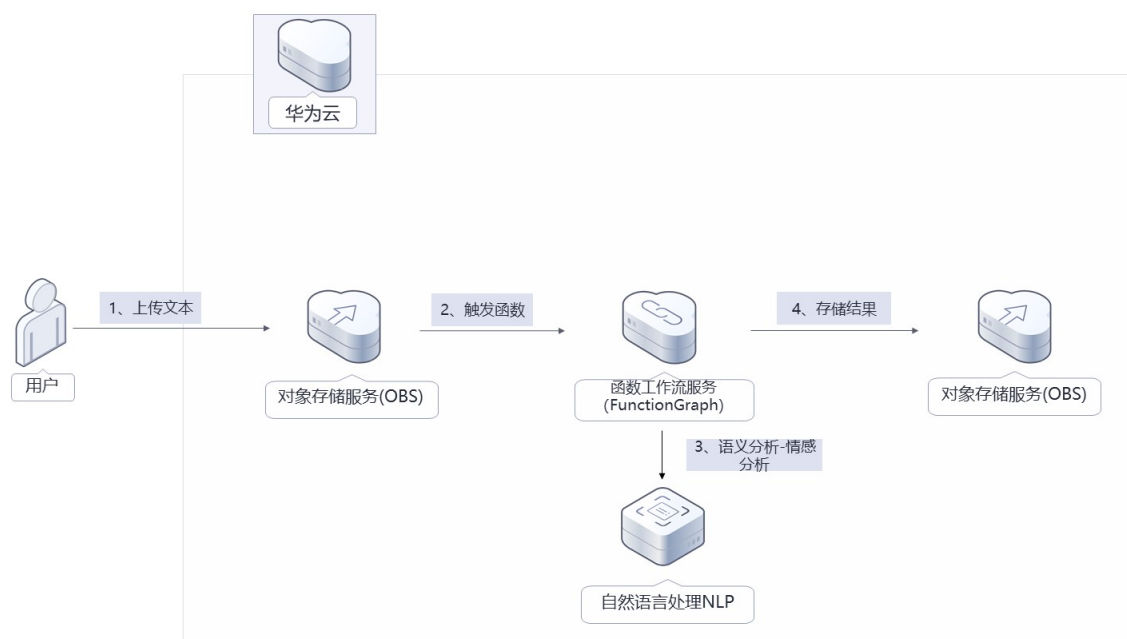 华为云
1、上传文本
2、触发函数
4、存储结果
用户
对象存储服务(OBS)
函数工作流服务
(FunctionGraph)
对象存储服务(OBS)
3、语义分析-情感
分析
自然语言处理NLP